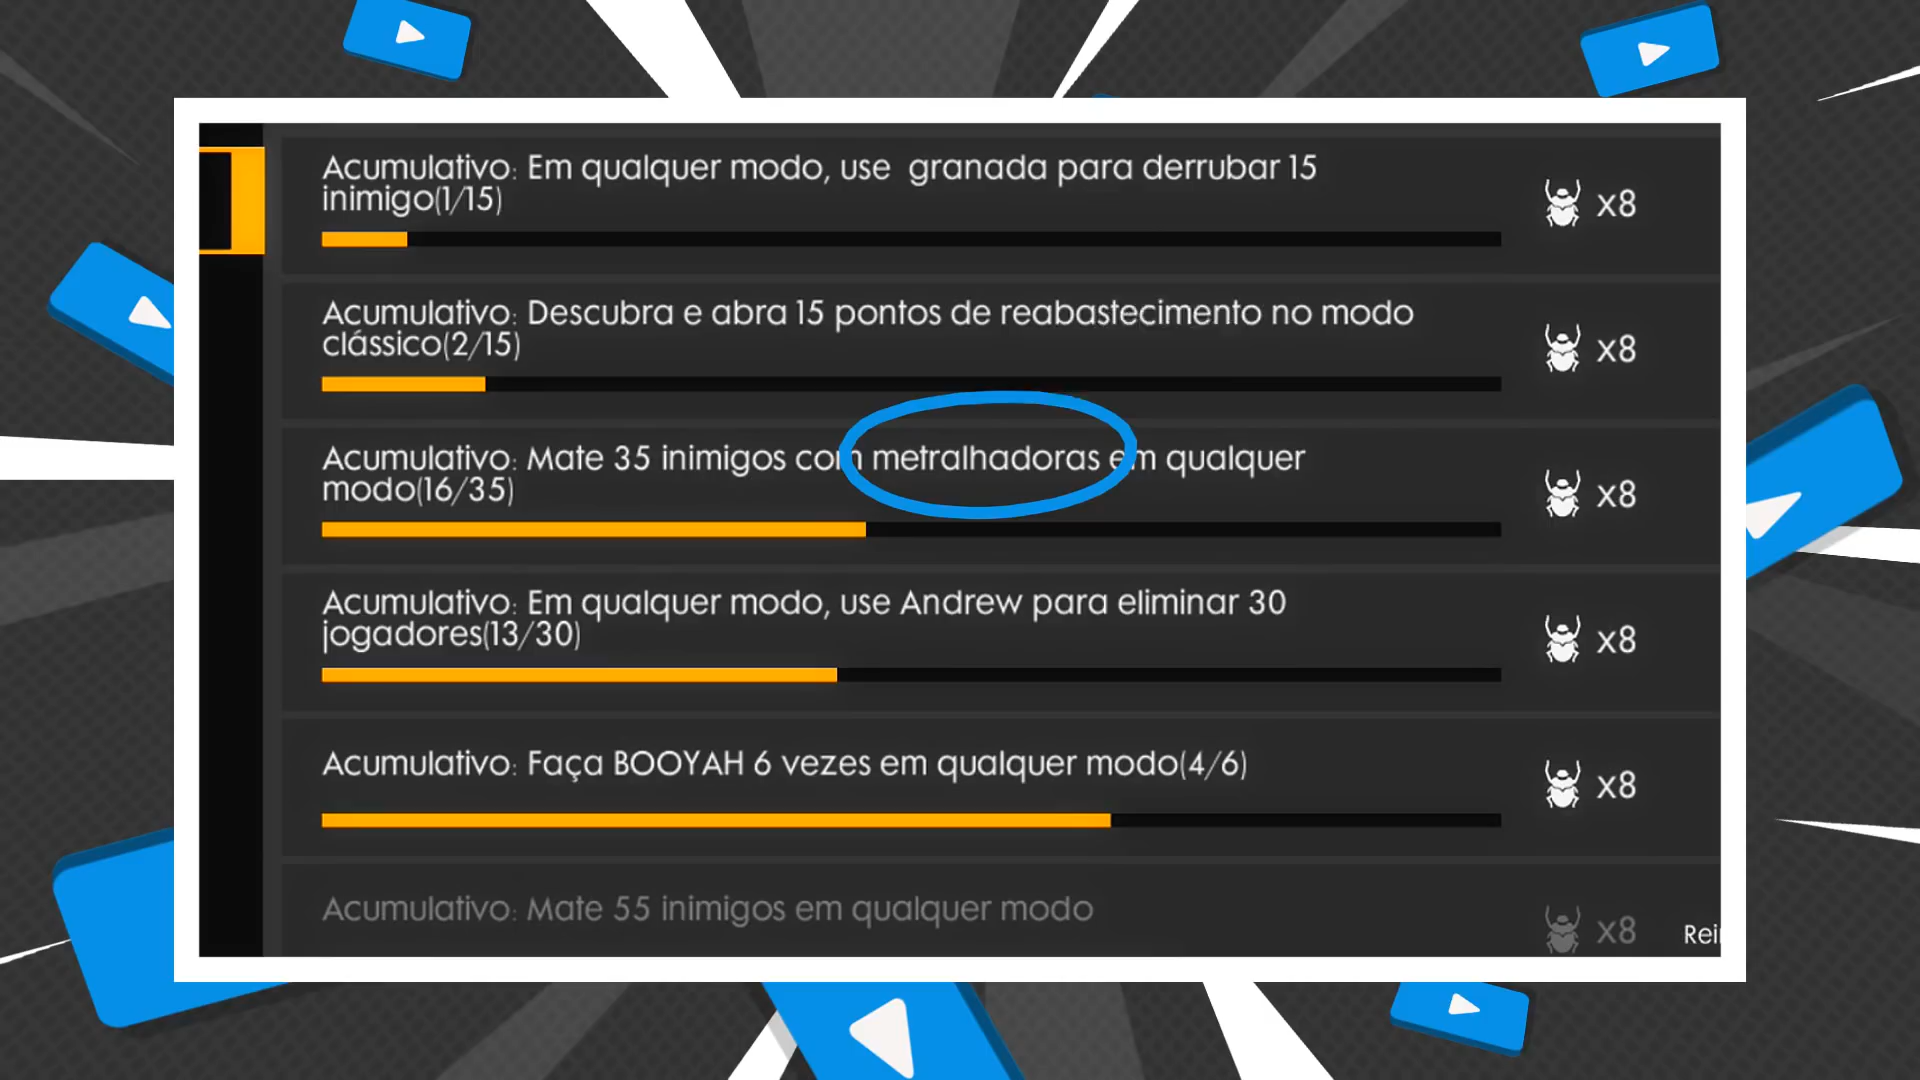 Acumulativo: Em qualquer modo, use granada para derrubar 15
inimigo(1/15)
x8
Acumulativo: Descubra e abra 15 pontos de reabastecimento no modo
clássico(2/15)
x8
Acumulativo: Mate 35 inimigos com metralhadoras em qualquer
modo(16/35)
x8
Acumulativo: Em qualquer modo, use Andrew para eliminar 30
jogadores(13/30)
x8
Acumulativo: Faça BOOYAH 6 vezes em qualquer modo(4/6)
x8
Acumulativo: Mate 55 inimigos em qualquer modo
x8